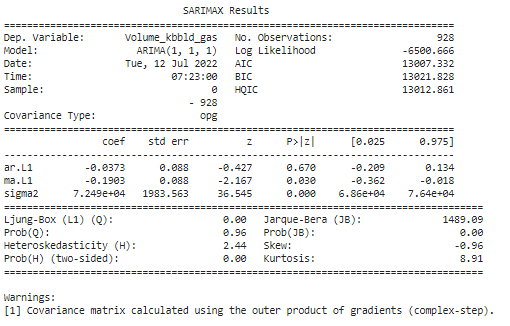 SARIMAX Results
==============================================================================
Dep. Variable:     Volume_kbbld_gas   No. Observations:                  928
Model:               ARIMA(1, 1, 1)   Log Likelihood               -6500.666
Date:              Tue, 12 Jul 2022   AIC                          13007.332
Time:                      07:23:00   BIC                          13021.828
Sample:                           0   HQIC                         13012.861
- 928
Covariance Type:                opg
==============================================================================
coef    std err          z      P>|z|      [0.025      0.975]
------------------------------------------------------------------------------
ar.L1         -0.0373      0.088     -0.427      0.670      -0.209       0.134
ma.L1         -0.1903      0.088     -2.167      0.030      -0.362      -0.018
sigma2      7.249e+04   1983.563     36.545      0.000    6.86e+04    7.64e+04
===================================================================================
Ljung-Box (L1) (Q):                   0.00   Jarque-Bera (JB):              1489.09
Prob(Q):                              0.96   Prob(JB):                         0.00
Heteroskedasticity (H):               2.44   Skew:                            -0.96
Prob(H) (two-sided):                  0.00   Kurtosis:                         8.91
===================================================================================
Warnings:
[1] Covariance matrix calculated using the outer product of gradients (complex-step).